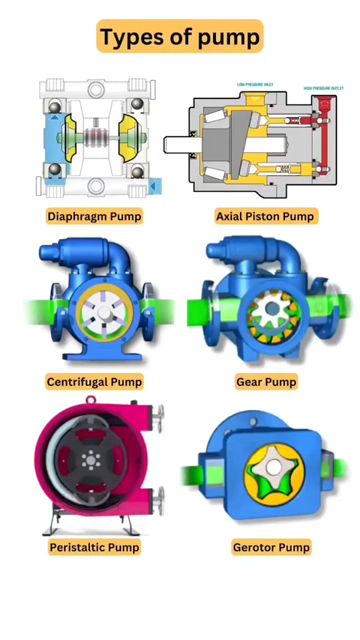 Types of pump
LOW PRESSURE INLET
HIGH PRESSURE OUTLET
Diaphragm Pump
Axial Piston Pump
Centrifugal Pump
Gear Pump
Peristaltic Pump
Gerotor Pump